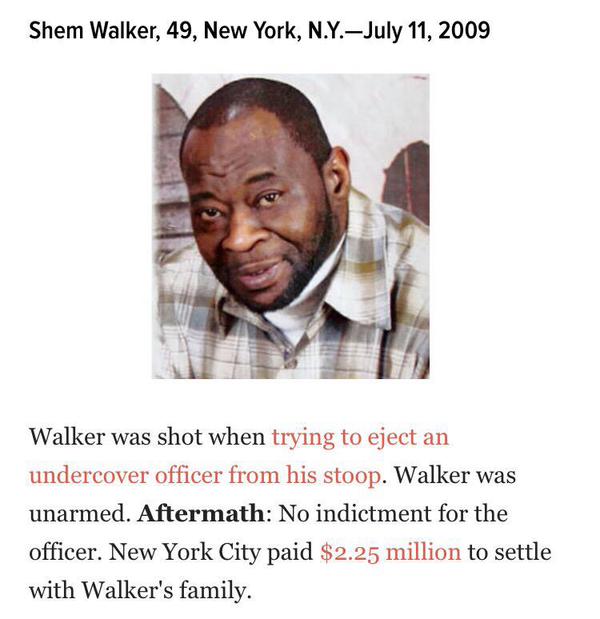 Shem Walker, 49, New York, N.Y.—July 11, 2009
Walker was shot when trying to eject an
undercover officer from his stoop. Walker was
unarmed. Aftermath: No indictment for the
officer. New York City paid $2.25 million to settle
with Walker's family.